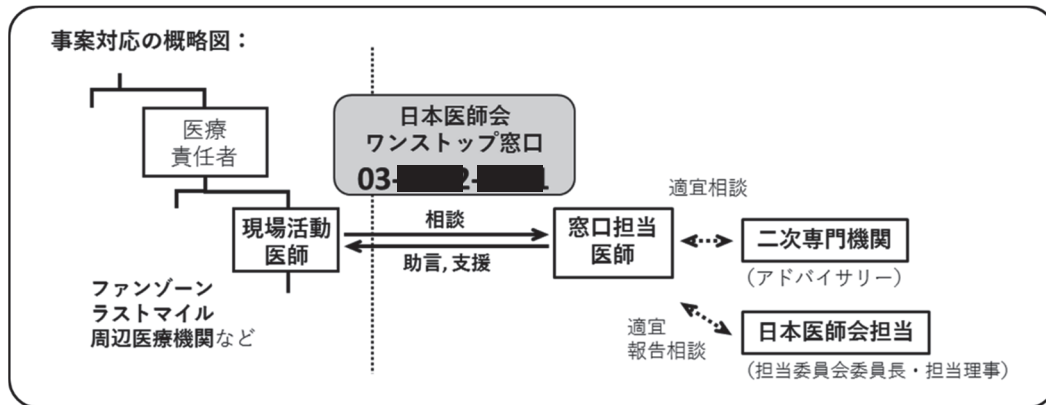 事案対応の概略図：
医療
責任者
日本医師会
ワンストップ窓口
03-
現場活動
医師
相談
助言, 支援
窓口担当
医師
適宜相談
二次専門機関
（アドバイサリー）
適宜
報告相談
日本医師会担当
（担当委員会委員長・担当理事）
ファンゾーン
ラストマイル
周辺医療機関など